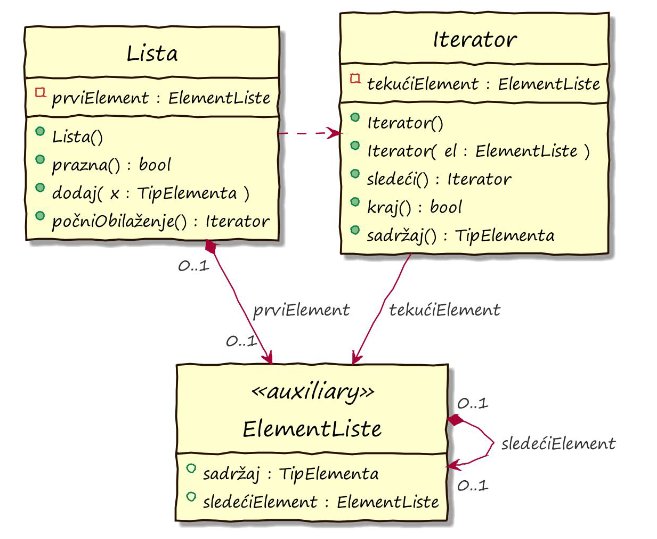 Lista
prviElement : ElementListe
Lista()
prazna() : bool
dodaj( x : TipElementa )
počniObilaženje() : Iterator
Iterator
tekućiElement : ElementListe
Iterator()
Iterator( el : ElementListe )
sledeći() : Iterator
kraj() : bool
sadržaj() : TipElementa
0..1
prviElement
0..1
tekućiElement
«auxiliary»
ElementListe
sadržaj : TipElementa
sledećiElement : ElementListe
0..1
sledećiElement
0..1